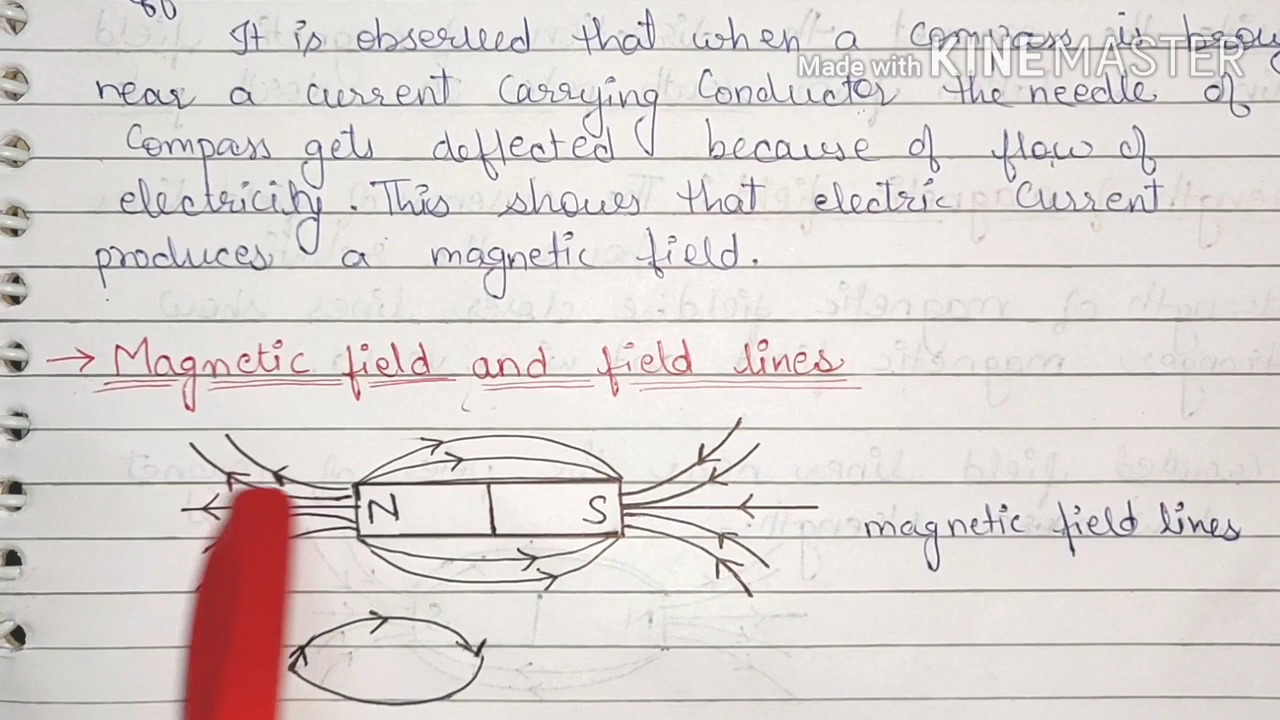 It is observed that when a compass is
Made with KINEMASTER
near a current carrying conductor the needle of
compass gets deflected because of flow of
electricity. This shows that electric current
produces a magnetic field.
→ Magnetic field and field lines
N S
magnetic field lines